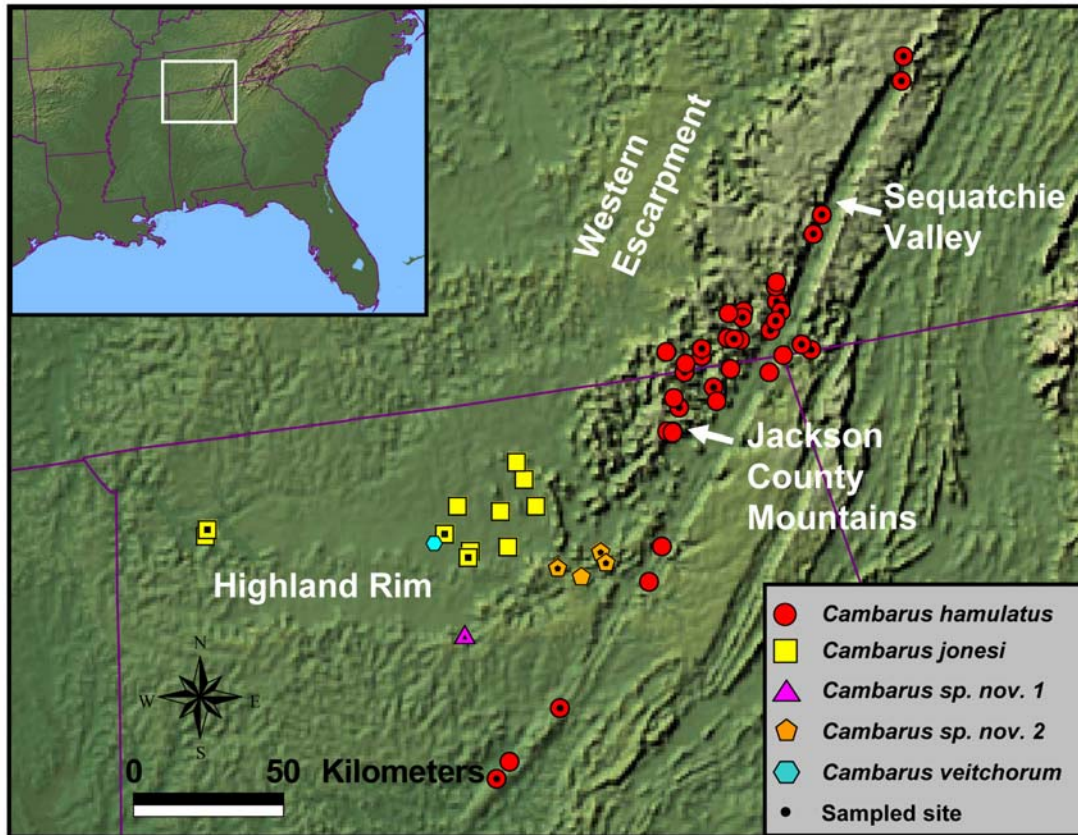 Western
Escarpment
Sequatchie
Valley
Jackson
County
Mountains
Highland Rim
N
W
E
S
0
50
Kilometers
Cambarus hamulatus
Cambarus jonesi
Cambarus sp. nov. 1
Cambarus sp. nov. 2
Cambarus veitchorum
Sampled site